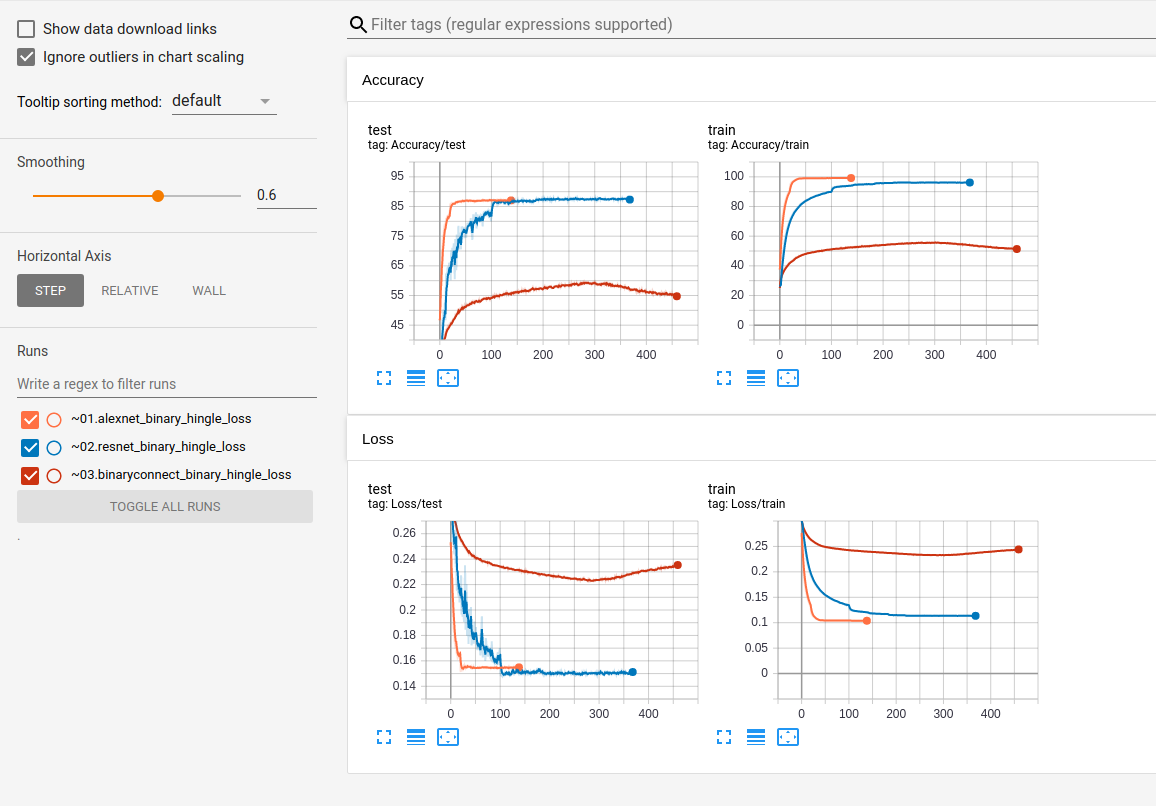 Show data download links
Ignore outliers in chart scaling
Tooltip sorting method: default
Smoothing
0.6
Horizontal Axis
STEP RELATIVE WALL
Runs
Write a regex to filter runs
~01.alexnet_binary_hingle_loss
~02.resnet_binary_hingle_loss
~03.binaryconnect_binary_hingle_loss
TOGGLE ALL RUNS
.
Filter tags (regular expressions supported)
Accuracy
test
tag: Accuracy/test
95
85
75
65
55
45
0 100 200 300 400
train
tag: Accuracy/train
100
80
60
40
20
0
0 100 200 300 400
Loss
test
tag: Loss/test
0.26
0.24
0.22
0.2
0.18
0.16
0.14
0 100 200 300 400
train
tag: Loss/train
0.25
0.2
0.15
0.1
0.05
0
0 100 200 300 400